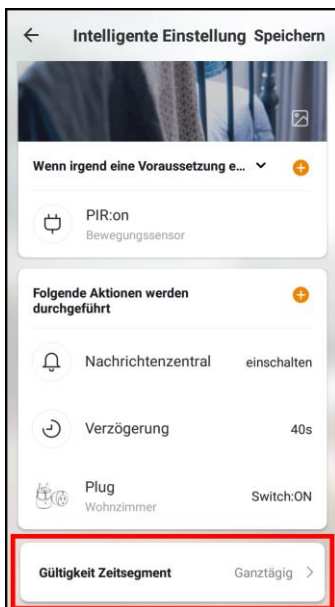 Intelligente Einstellung Speichern
Wenn irgend eine Voraussetzung e...
PIR:on
Bewegungssensor
Folgende Aktionen werden
durchgeführt
Nachrichtenzentral einschalten
Verzögerung 40s
Plug
Wohnzimmer
Switch:ON
Gültigkeit Zeitsegment Ganztägig